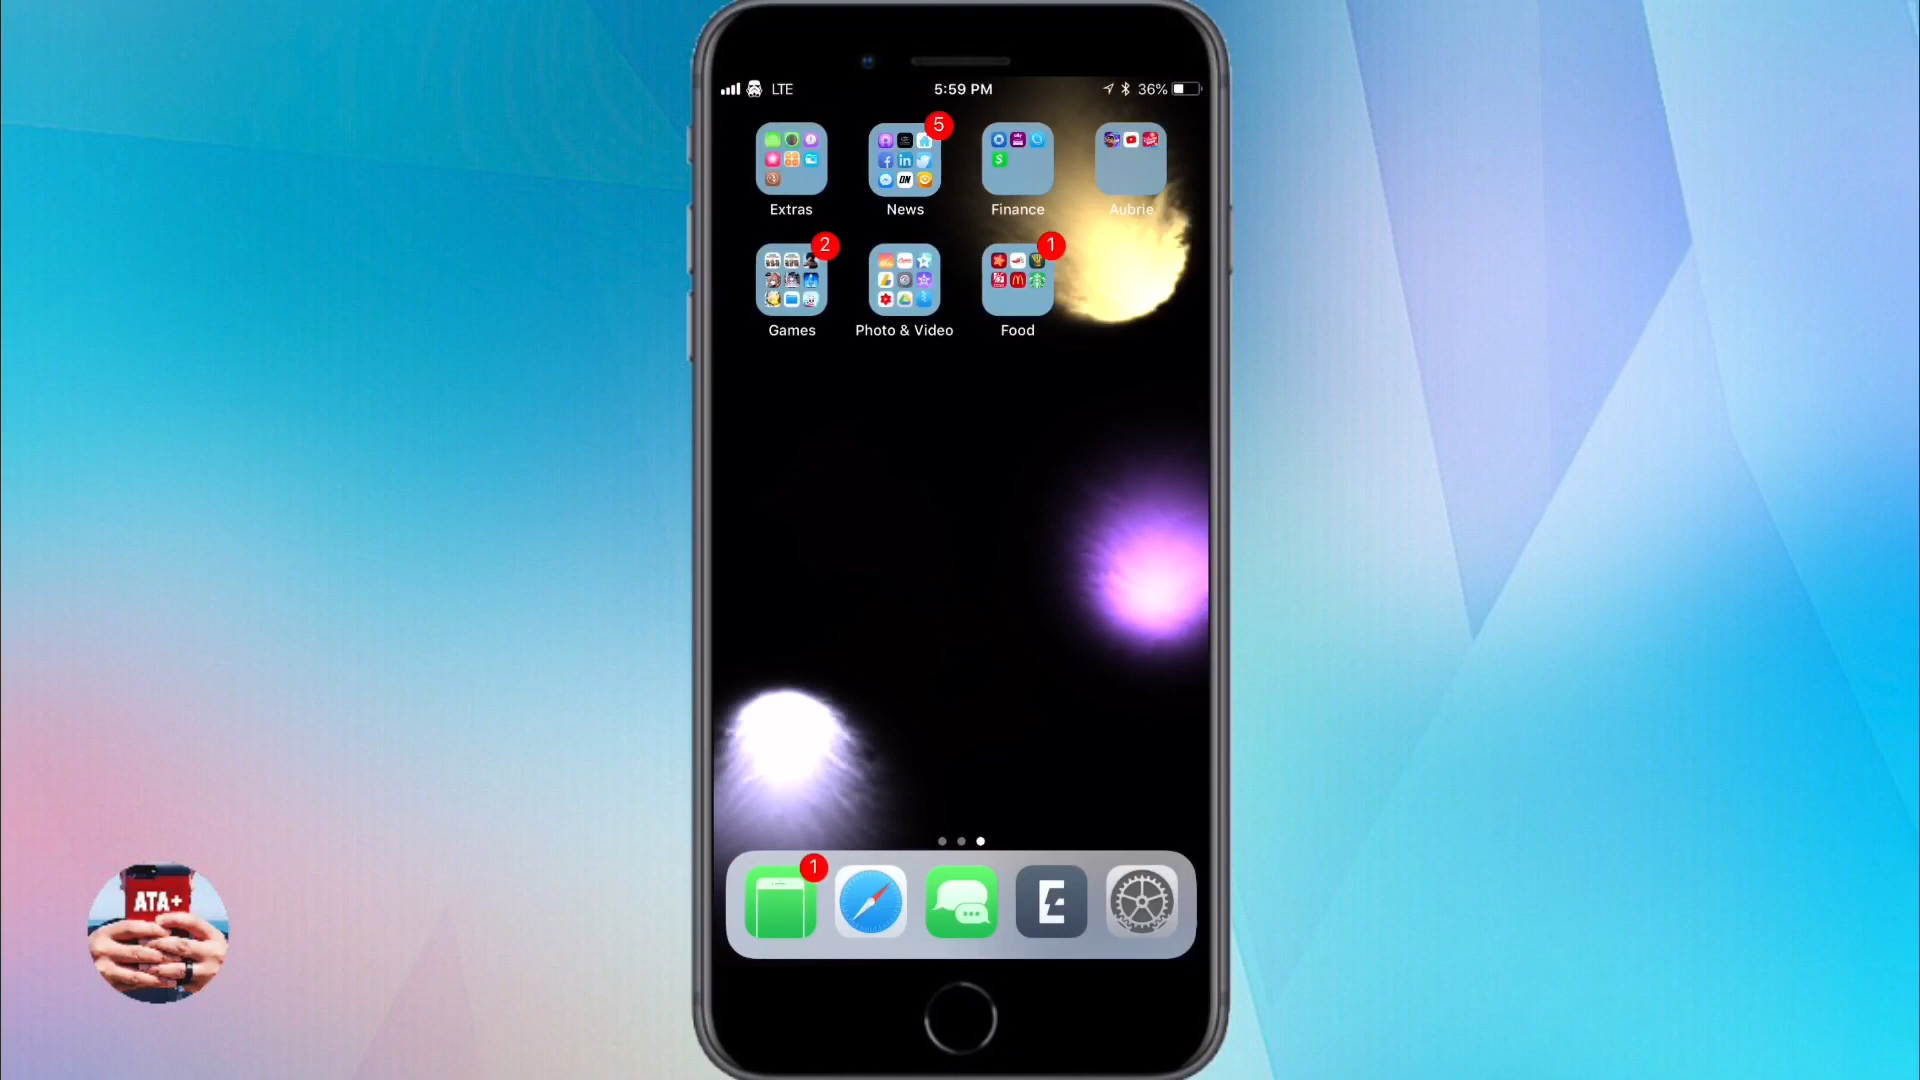 LTE
5:59 PM
36%
5
Extras
News
Finance
Aubrie
2
1
Games
Photo & Video
Food
1
ATA+